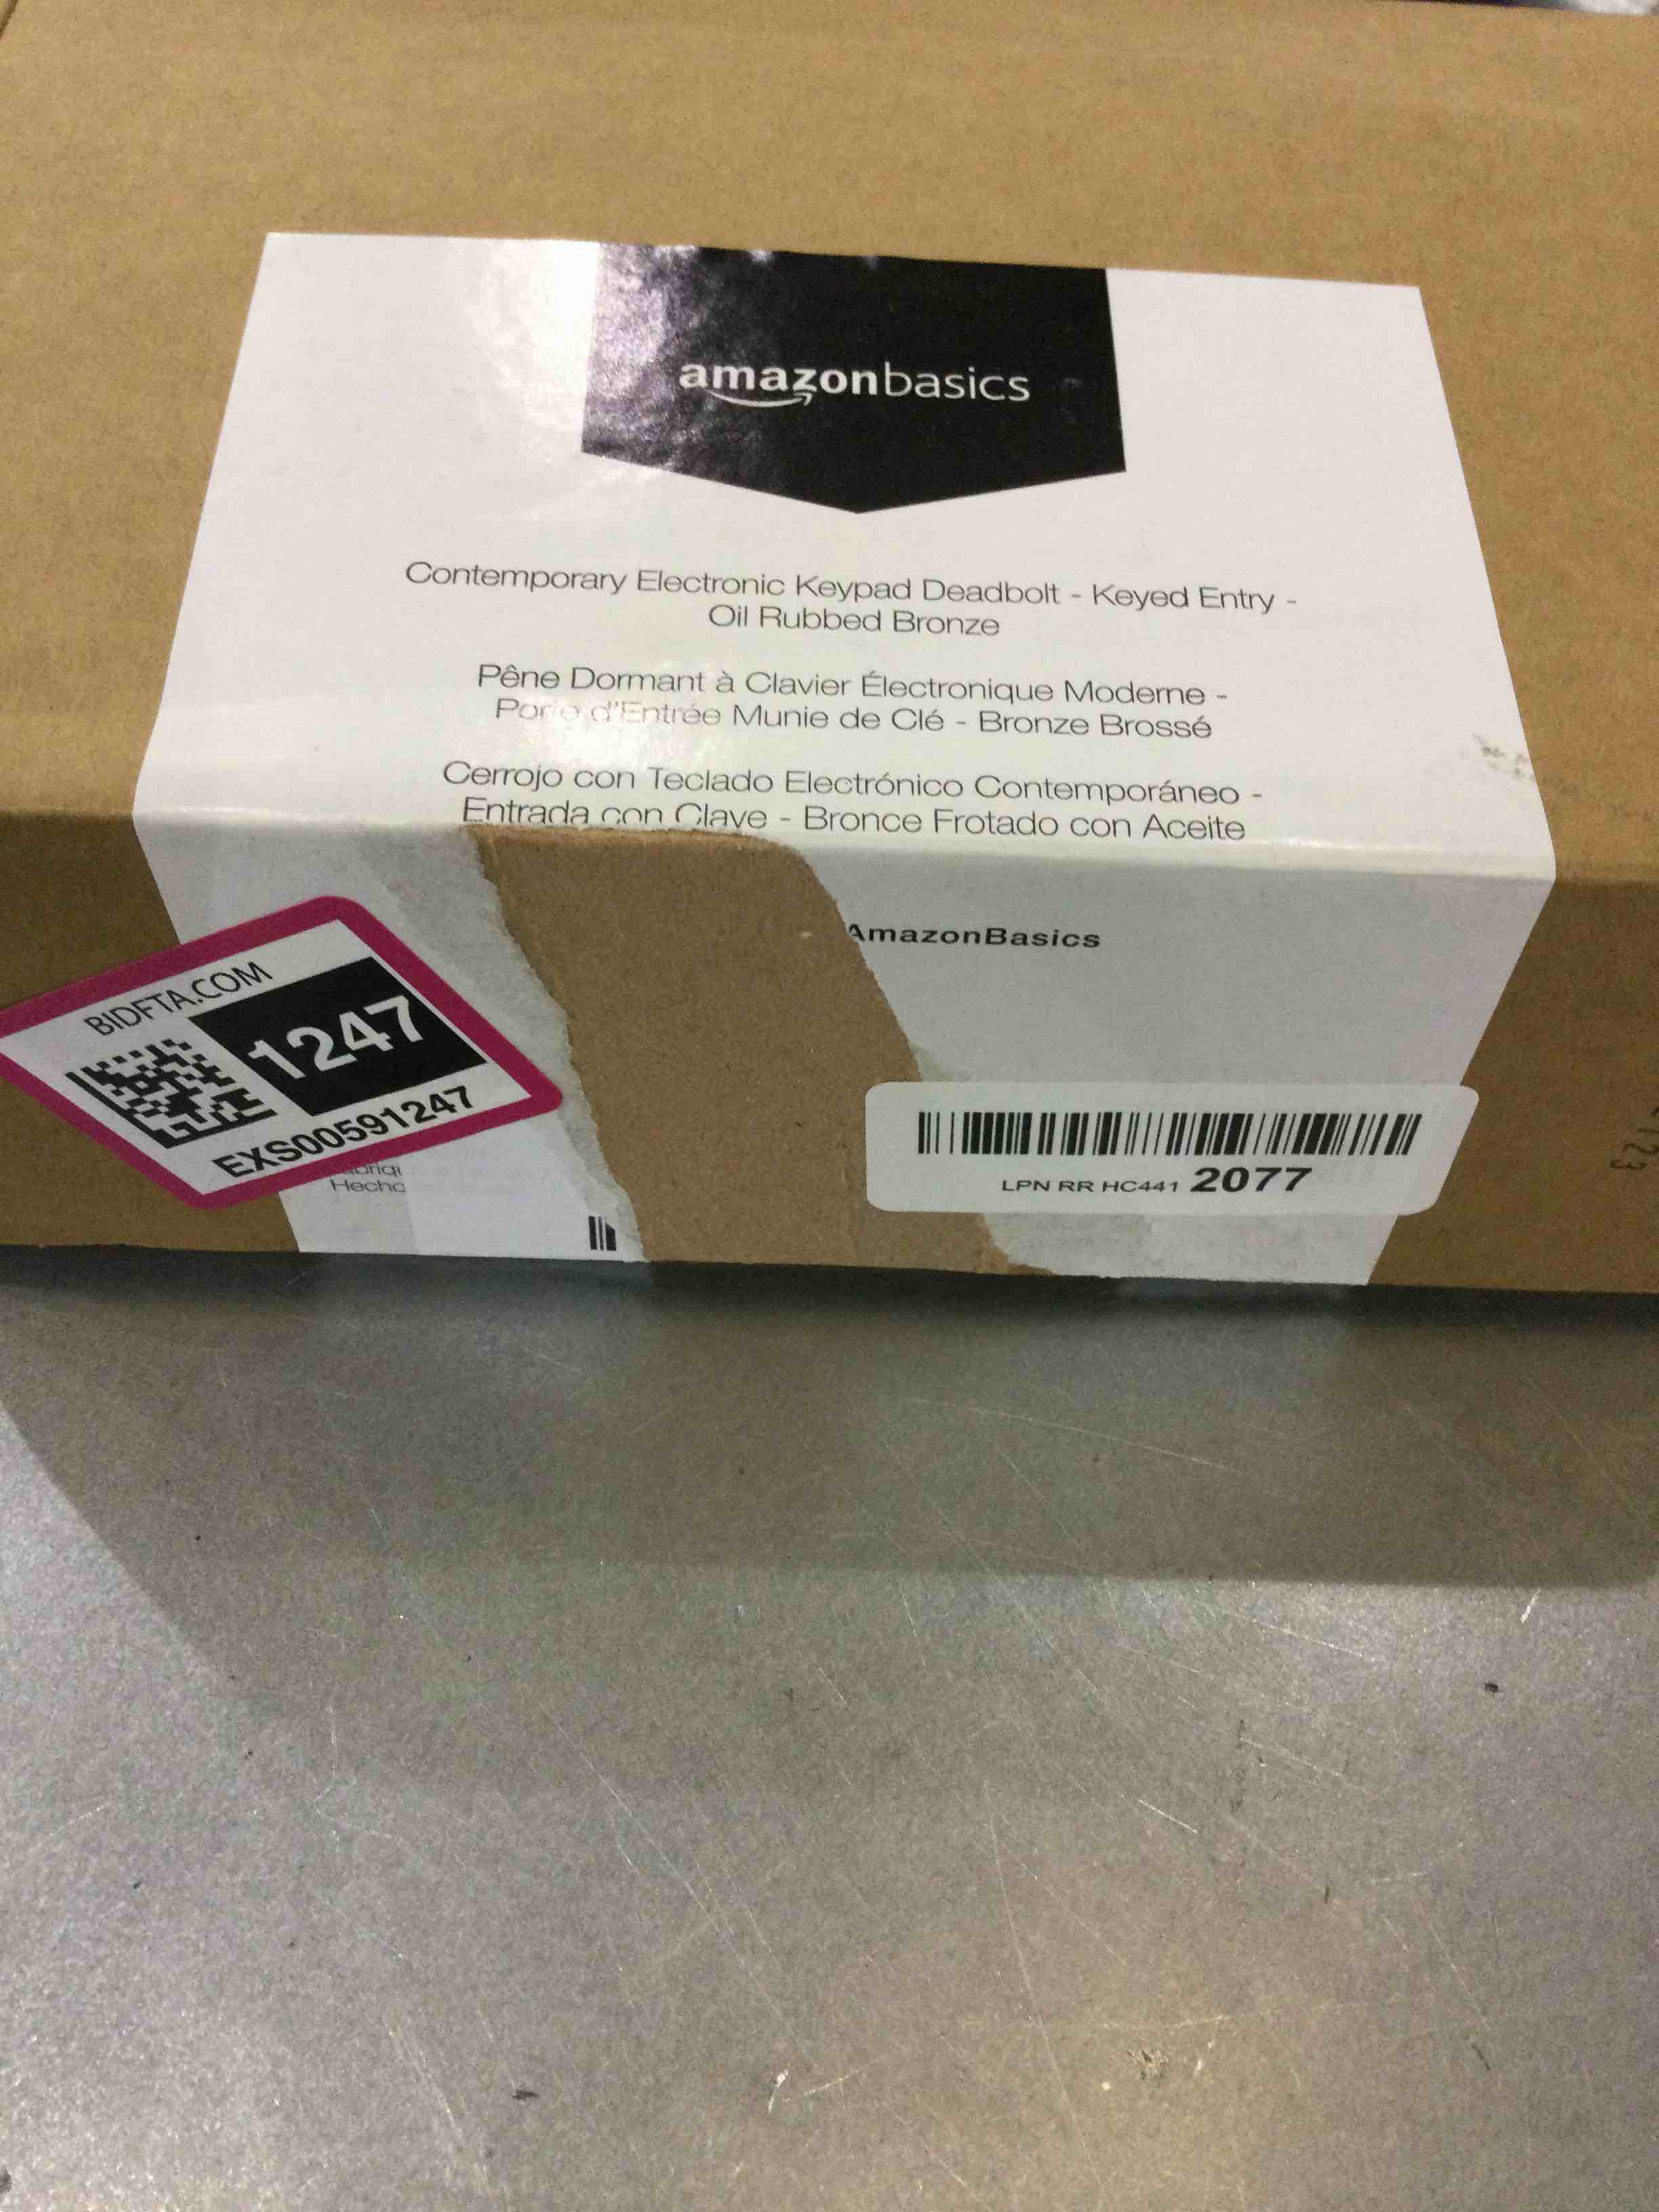 amazonbasics
Contemporary Electronic Keypad Deadbolt - Keyed Entry -
Oil Rubbed Bronze
Pêne Dormant à Clavier Électronique Moderne -
Porte d'Entrée Munie de Clé - Bronze Brossé
Cerrojo con Teclado Electrónico Contemporáneo -
Entrada con Clave - Bronce Frotado con Aceite
AmazonBasics
BIDFTA.COM
1247
EXS00591247
Hecho
LPN RR HC441 2077